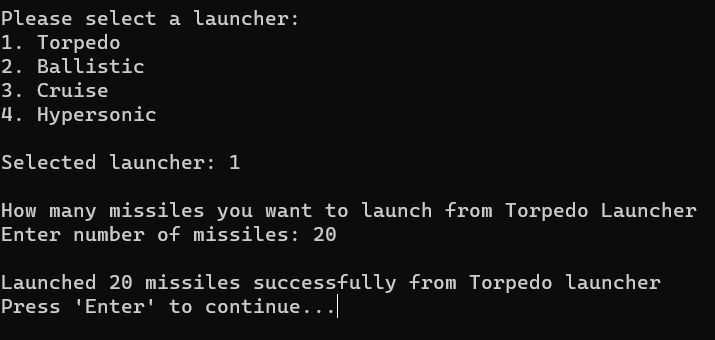 Please select a launcher:
1. Torpedo
2. Ballistic
3. Cruise
4. Hypersonic
Selected launcher: 1
How many missiles you want to launch from Torpedo Launcher
Enter number of missiles: 20
Launched 20 missiles successfully from Torpedo launcher
Press 'Enter' to continue...